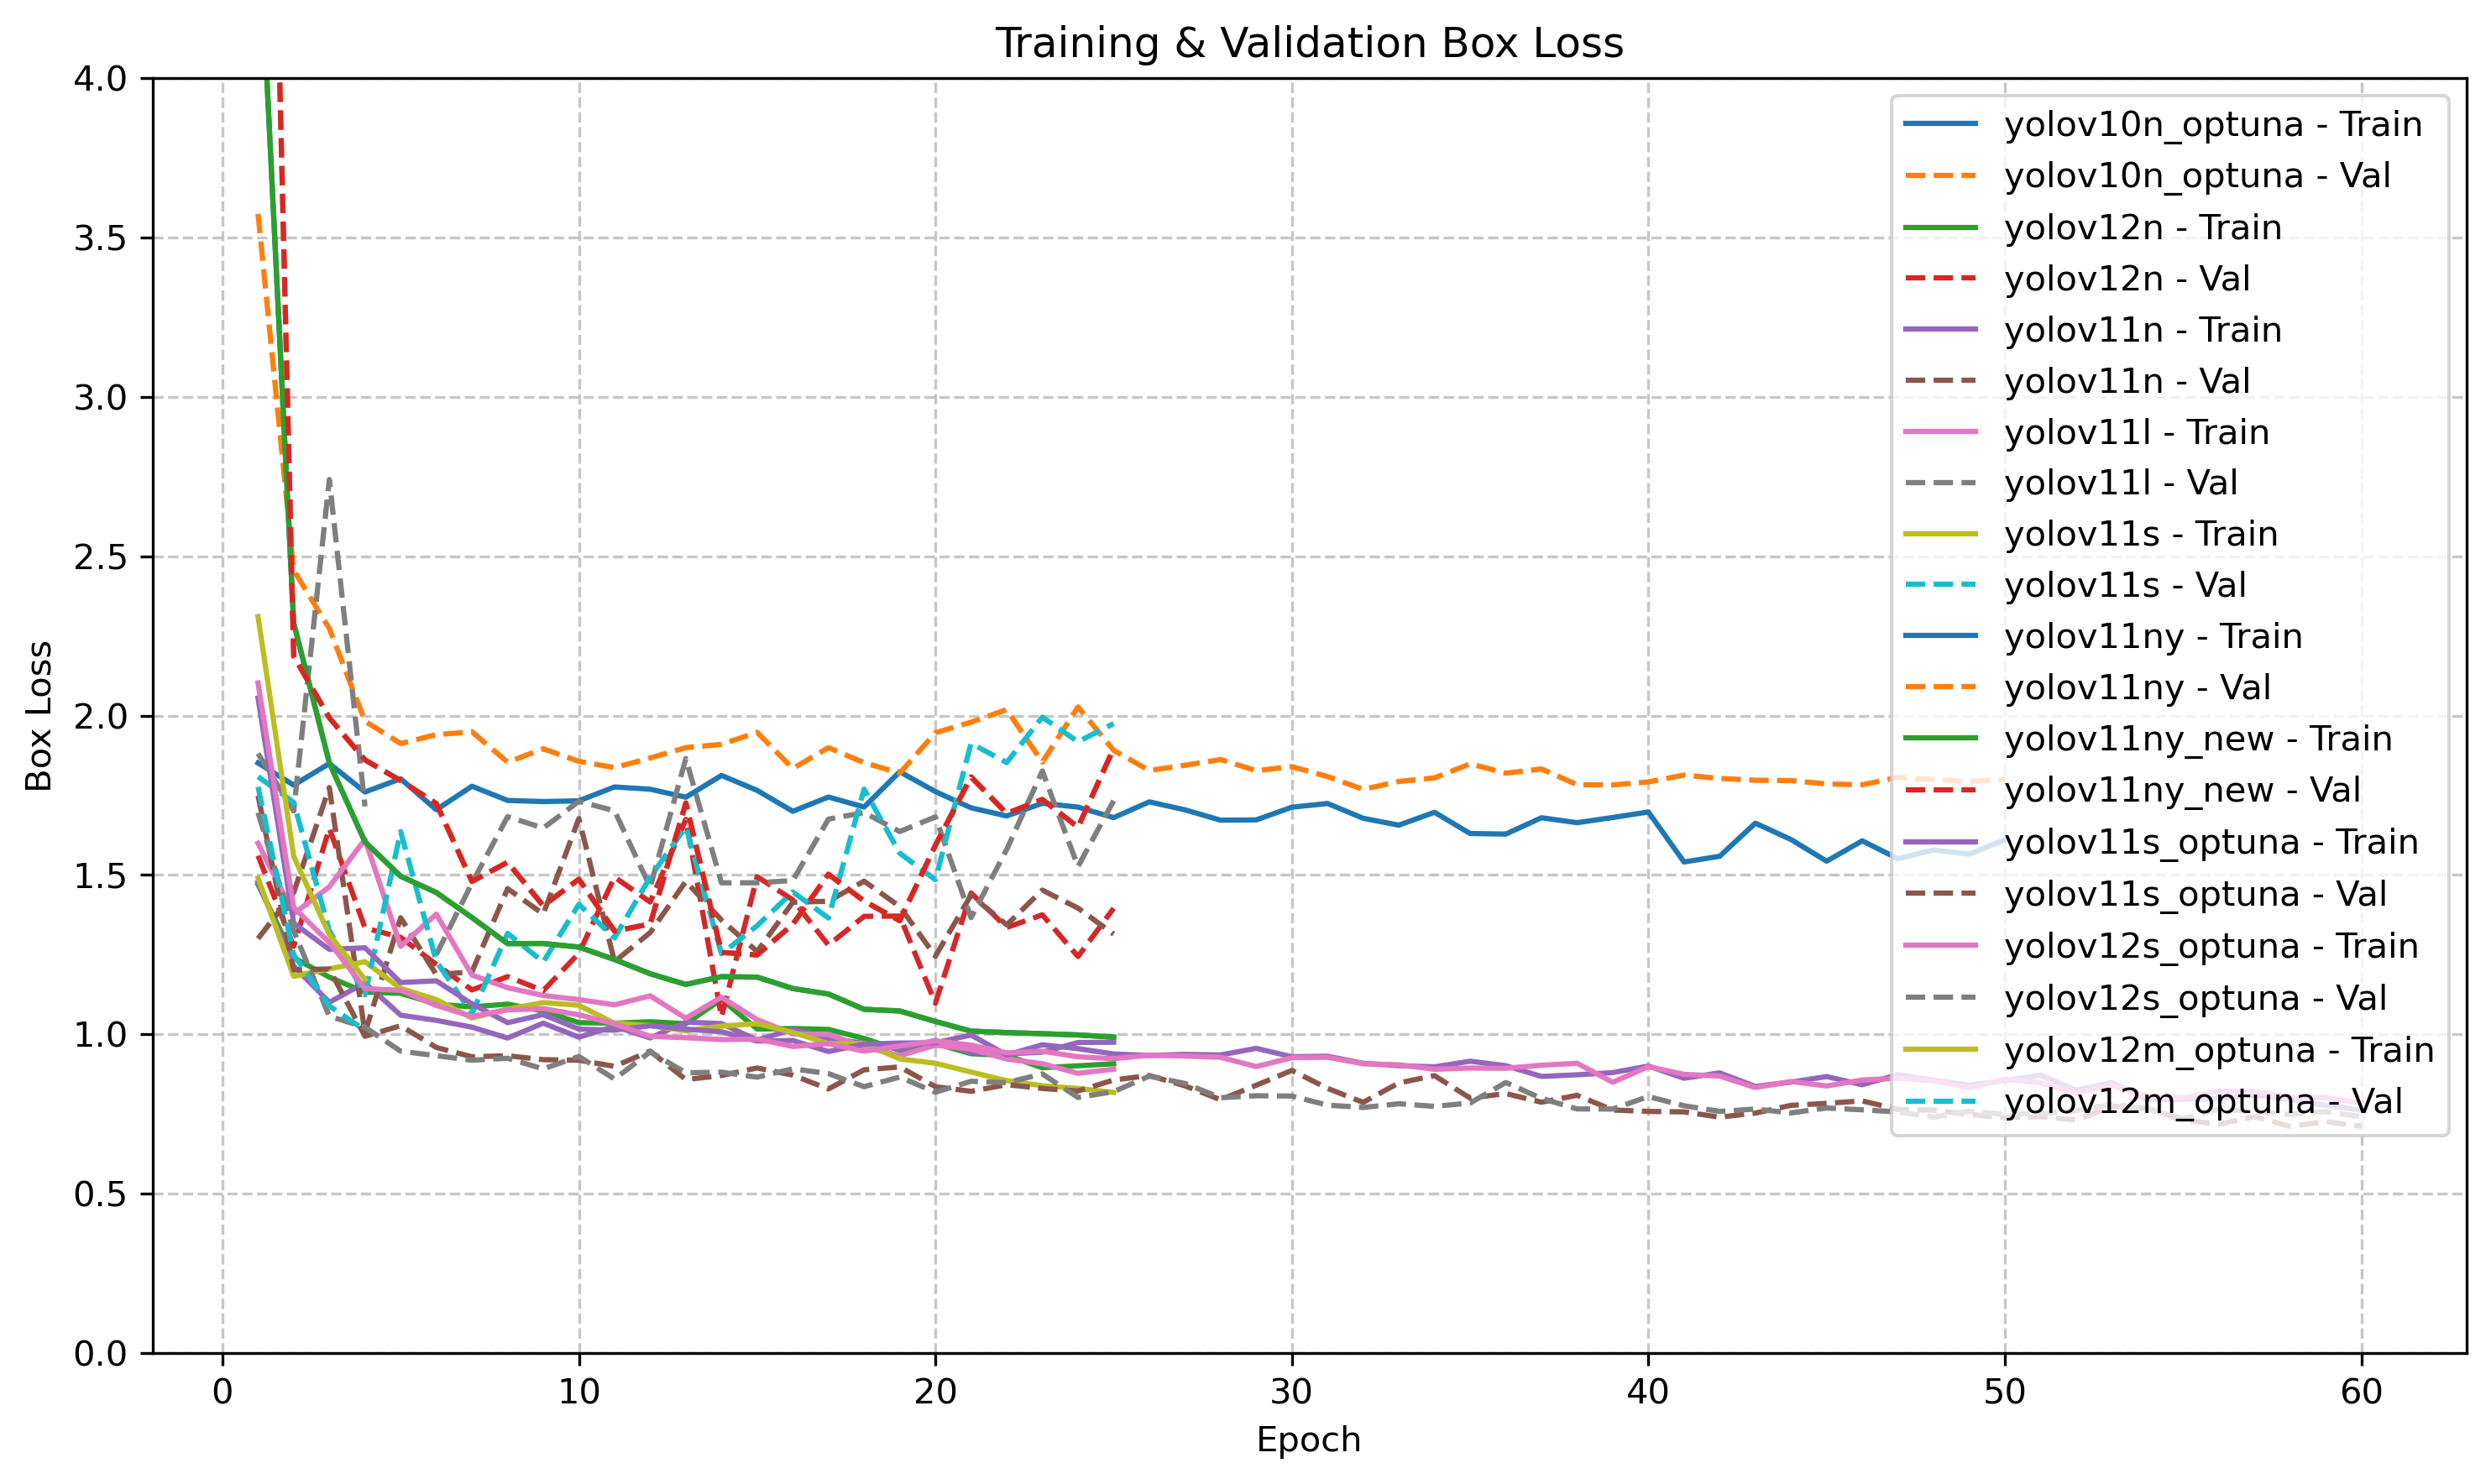 Training & Validation Box Loss
4.0
3.5
3.0
2.5
2.0
1.5
1.0
0.5
0.0
Box Loss
0 10 20 30 40 50 60
Epoch
yolov10n_optuna - Train
yolov10n_optuna - Val
yolov12n - Train
yolov12n - Val
yolov11n - Train
yolov11n - Val
yolov11l - Train
yolov11l - Val
yolov11s - Train
yolov11s - Val
yolov11ny - Train
yolov11ny - Val
yolov11ny_new - Train
yolov11ny_new - Val
yolov11s_optuna - Train
yolov11s_optuna - Val
yolov12s_optuna - Train
yolov12s_optuna - Val
yolov12m_optuna - Train
yolov12m_optuna - Val